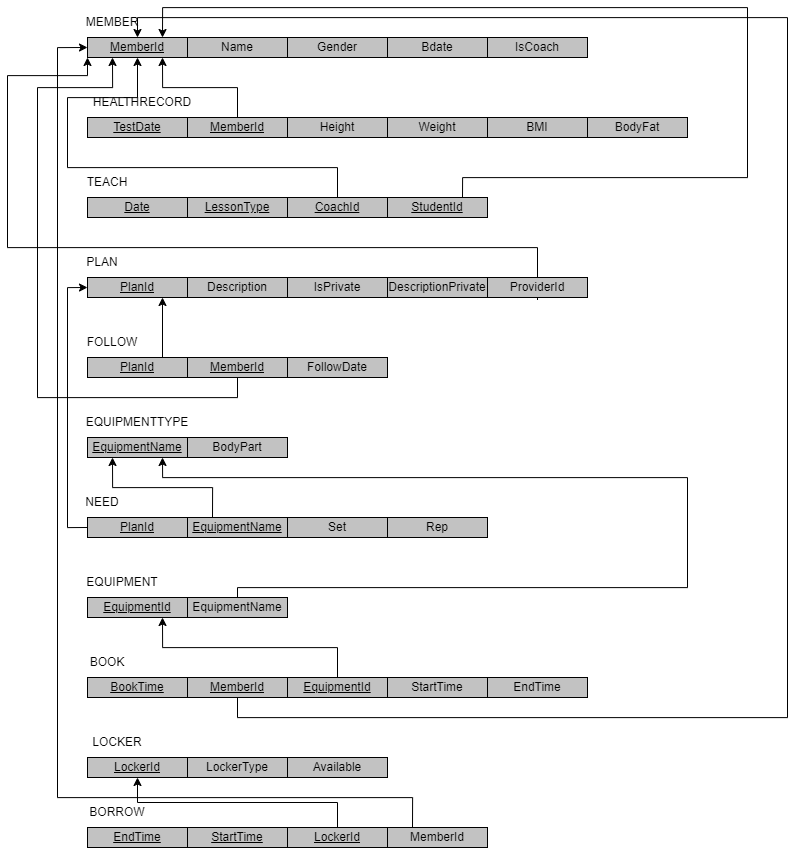 MEMBER
MemberId Name Gender Bdate IsCoach
HEALTHRECORD
TestDate MemberId Height Weight BMI BodyFat
TEACH
Date LessonType CoachId StudentId
PLAN
PlanId Description IsPrivate DescriptionPrivate ProviderId
FOLLOW
PlanId MemberId FollowDate
EQUIPMENTTYPE
EquipmentName BodyPart
NEED
PlanId EquipmentName Set Rep
EQUIPMENT
EquipmentId EquipmentName
BOOK
BookTime MemberId EquipmentId StartTime EndTime
LOCKER
LockerId LockerType Available
BORROW
EndTime StartTime LockerId MemberId